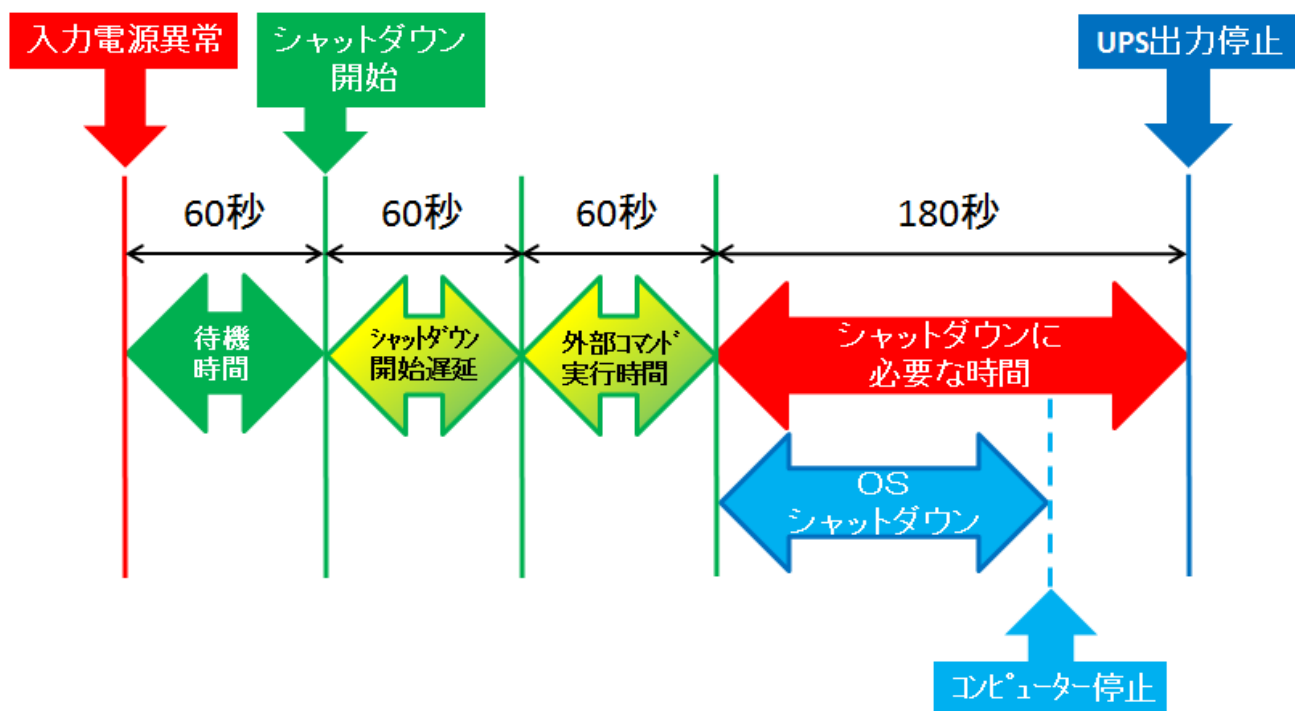 入力電源異常
シャットダウン
開始
UPS出力停止
60秒
60秒
60秒
180秒
待機
時間
ｼｬｯﾄﾀﾞｳﾝ
開始遅延
外部ｺﾏﾝﾄﾞ
実行時間
シャットダウンに
必要な時間
ＯＳ
シャットダウン
ｺﾝﾋﾟｭｰﾀｰ停止